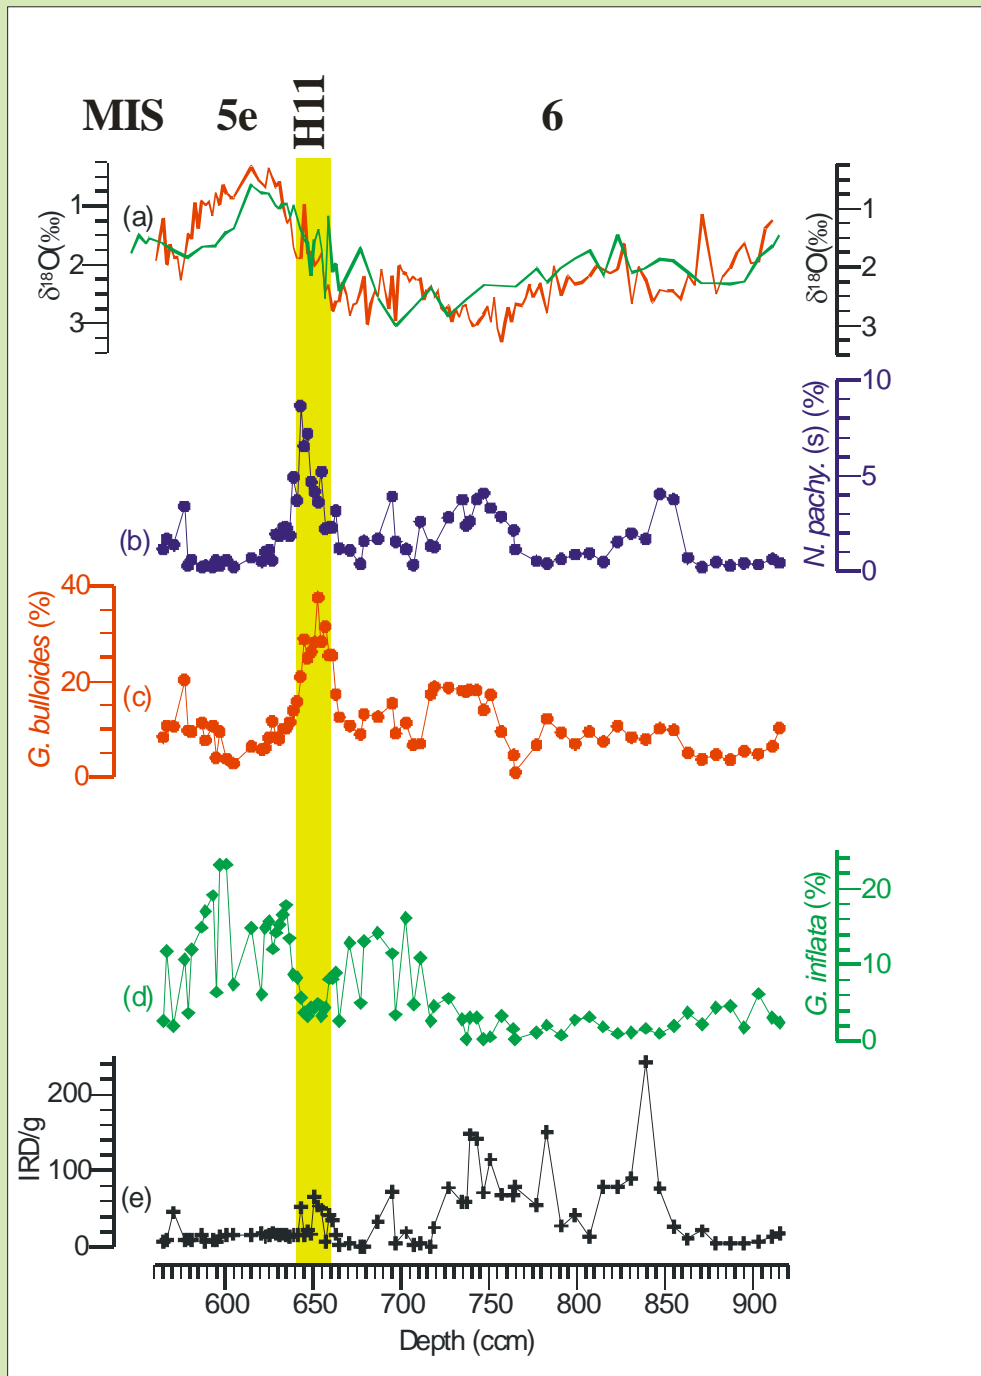 MIS 5e H11 6
(a)
δ18O(‰)
1
2
3
δ18O(‰)
1
2
3
(b)
N. pachy. (s) (%)
10
5
0
G. bulloides (%)
40
20
0
(c)
(d)
G. inflata (%)
20
10
0
IRD/g
200
100
0
(e)
600 650 700 750 800 850 900
Depth (ccm)